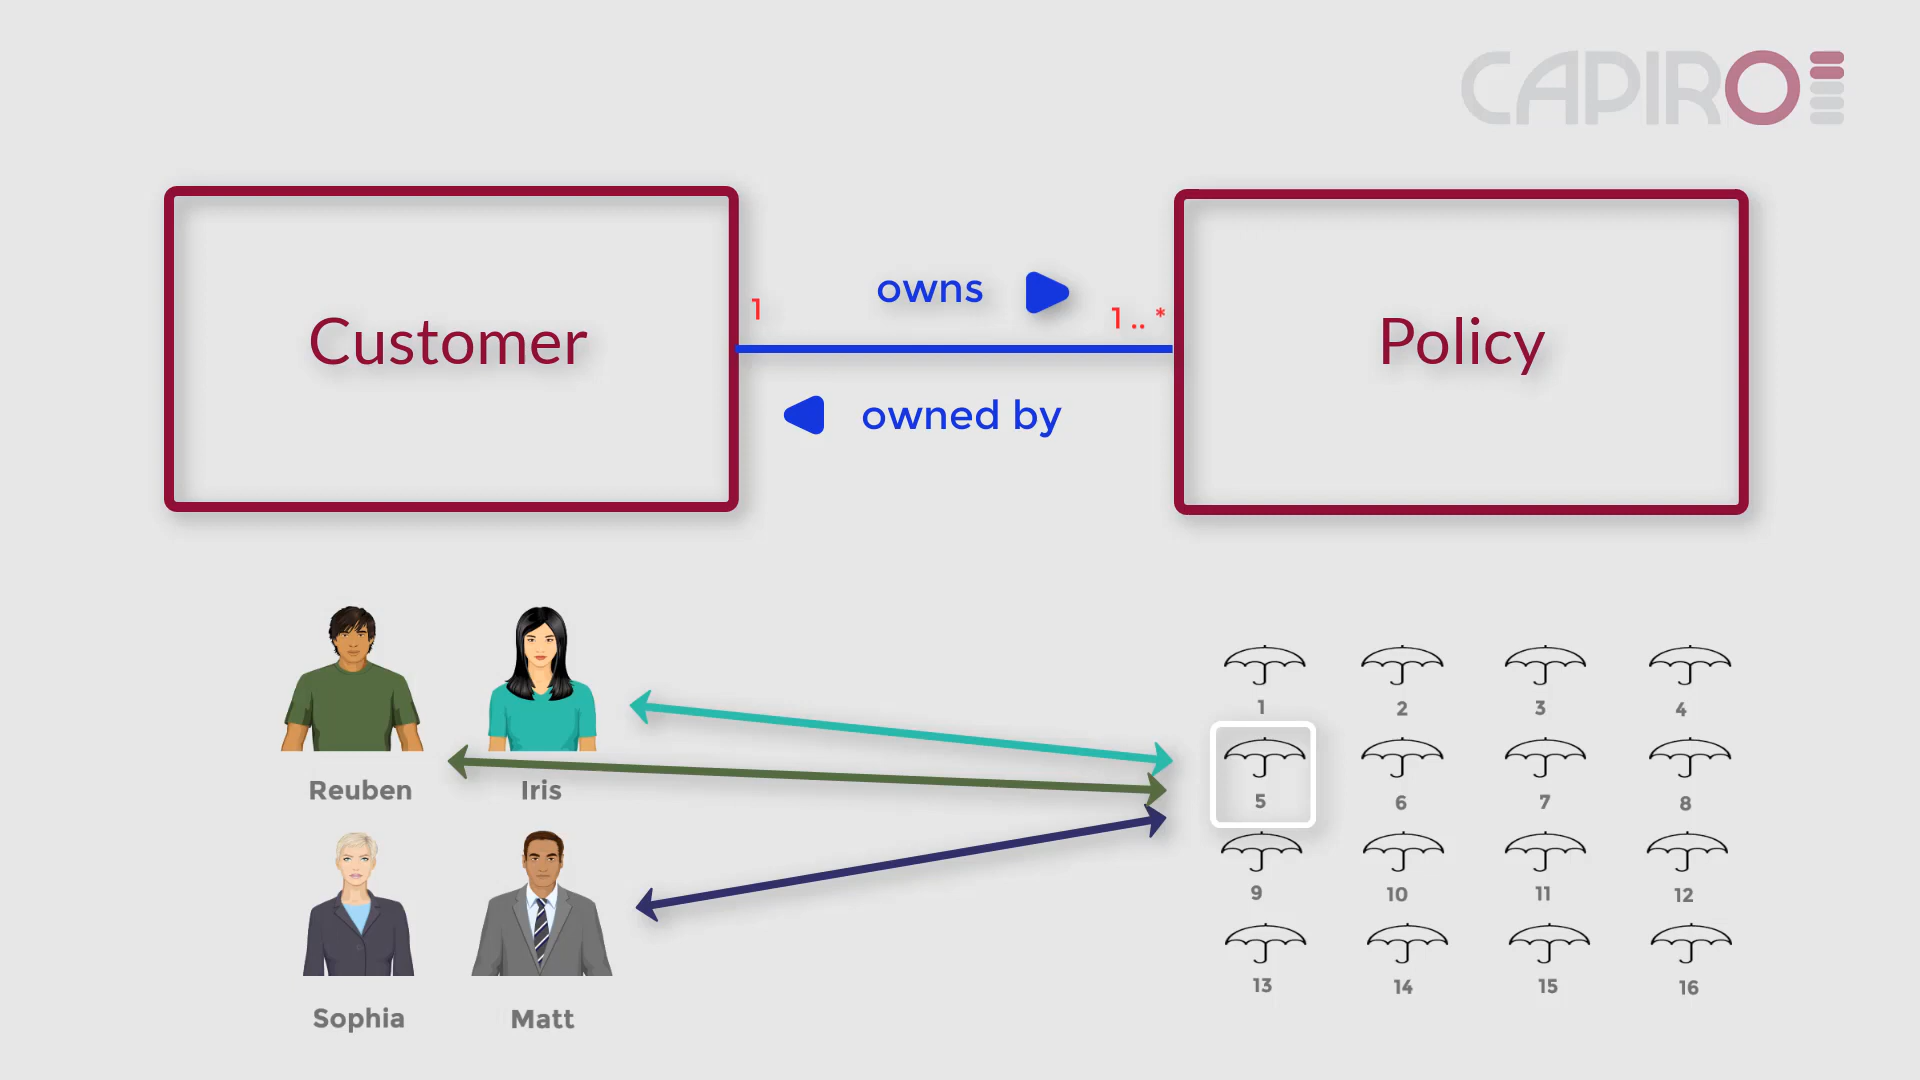 CAPIRO
owns
1
1 .. *
Customer
Policy
owned by
1
2
3
4
Reuben
Iris
5
6
7
8
9
10
11
12
13
14
15
16
Sophia
Matt